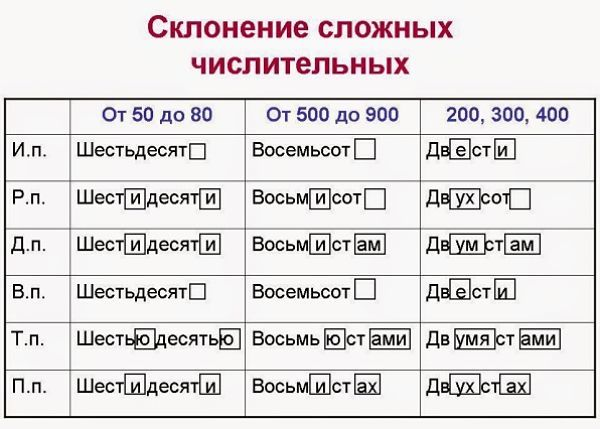 Склонение сложных
числительных
От 50 до 80 От 500 до 900 200, 300, 400
И.п. Шестьдесят Восемьсот Двести
Р.п. Шестидесяти Восьмисот Двухсот
Д.п. Шестидесяти Восьмистам Двумстам
В.п. Шестьдесят Восемьсот Двести
Т.п. Шестьюдесятью Восемьюстами Двумястами
П.п. Шестидесяти Восьмистах Двухстах